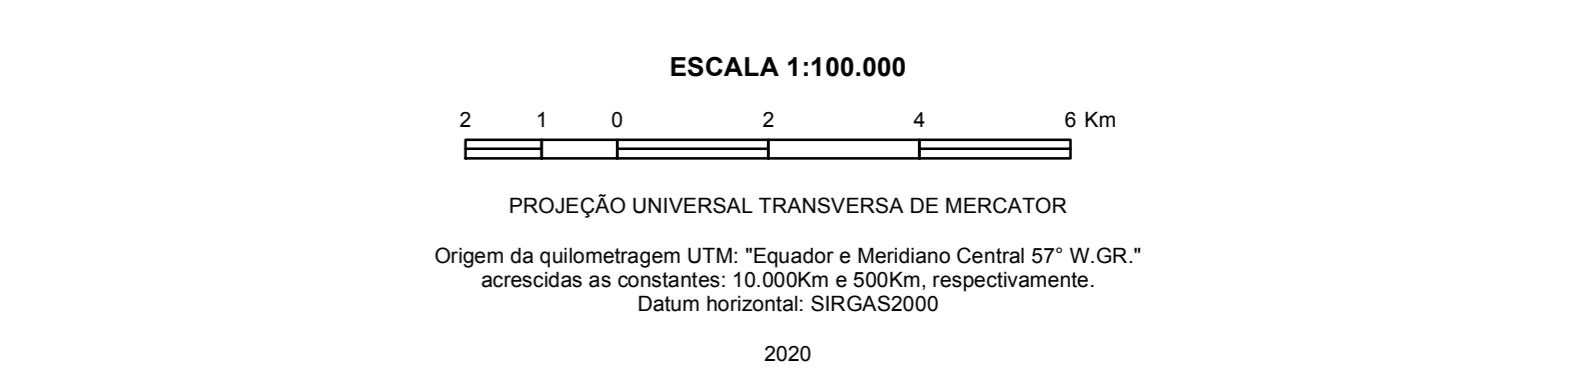 ESCALA 1:100.000
2 1 0 2 4 6 Km
PROJEÇÃO UNIVERSAL TRANSVERSA DE MERCATOR
Origem da quilometragem UTM: "Equador e Meridiano Central 57° W.GR."
acrescidas as constantes: 10.000Km e 500Km, respectivamente.
Datum horizontal: SIRGAS2000
2020